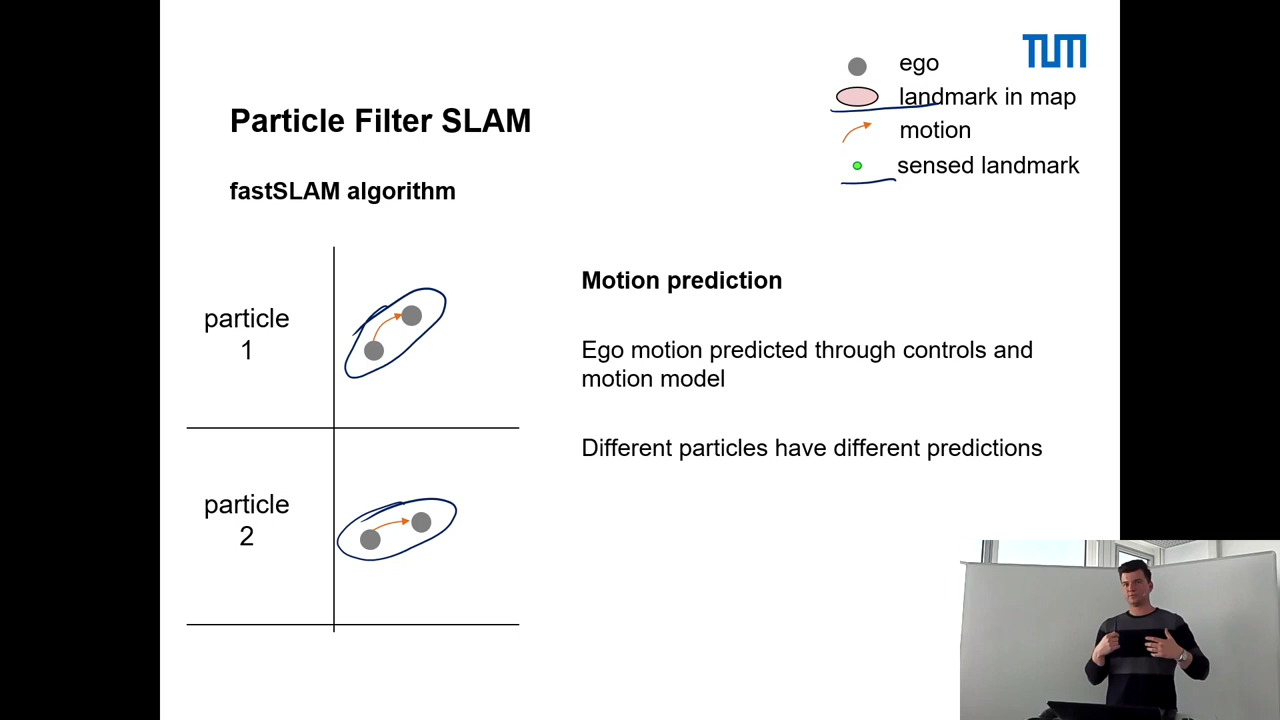 TUM
ego
landmark in map
motion
sensed landmark
Particle Filter SLAM
fastSLAM algorithm
particle
1
particle
2
Motion prediction
Ego motion predicted through controls and
motion model
Different particles have different predictions